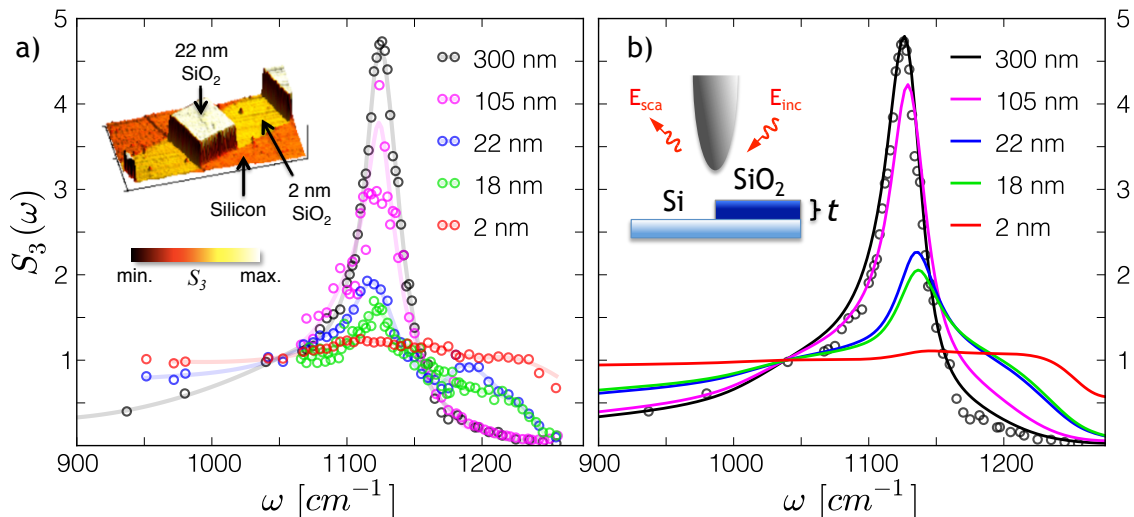 a)
22 nm
SiO₂
Silicon
2 nm
SiO₂
min. S₃ max.
300 nm
105 nm
22 nm
18 nm
2 nm
S₃(ω)
5
4
3
2
1
900 1000 1100 1200
ω [cm⁻¹]
b)
E_sca
E_inc
Si
SiO₂
t
300 nm
105 nm
22 nm
18 nm
2 nm
5
4
3
2
1
900 1000 1100 1200
ω [cm⁻¹]